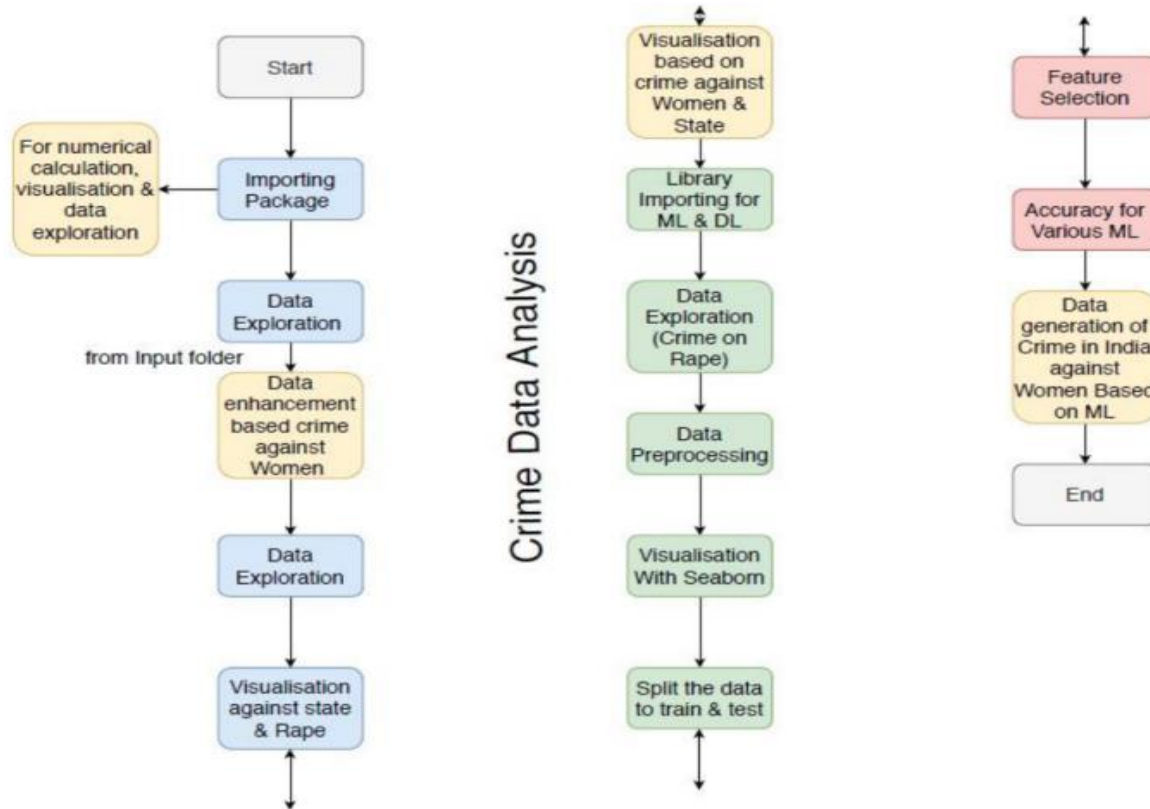 Start
For numerical
calculation,
visualisation &
data
exploration
Importing
Package
Data
Exploration
from Input folder
Data
enhancement
based crime
against
Women
Data
Exploration
Visualisation
against state
& Rape
Crime Data Analysis
Visualisation
based on
crime against
Women &
State
Library
Importing for
ML & DL
Data
Exploration
(Crime on
Rape)
Data
Preprocessing
Visualisation
With Seaborn
Split the data
to train & test
Feature
Selection
Accuracy for
Various ML
Data
generation of
Crime in India
against
Women Based
on ML
End